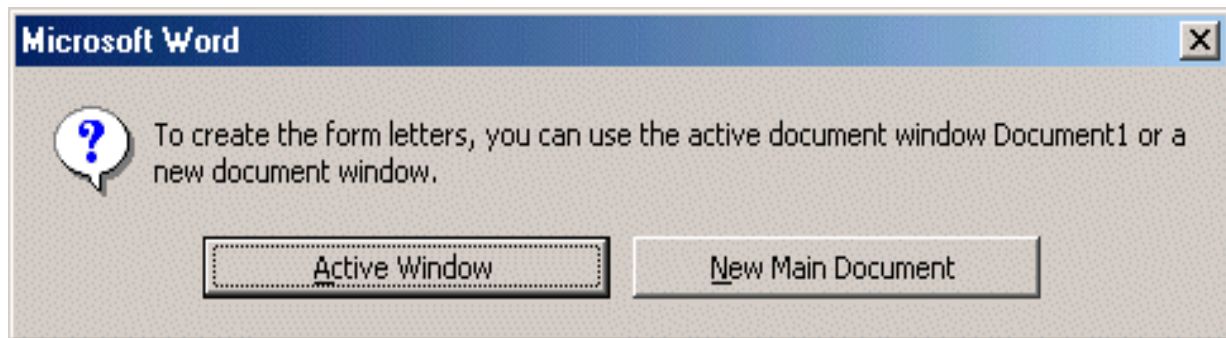 Microsoft Word
To create the form letters, you can use the active document window Document1 or a
new document window.
Active Window
New Main Document